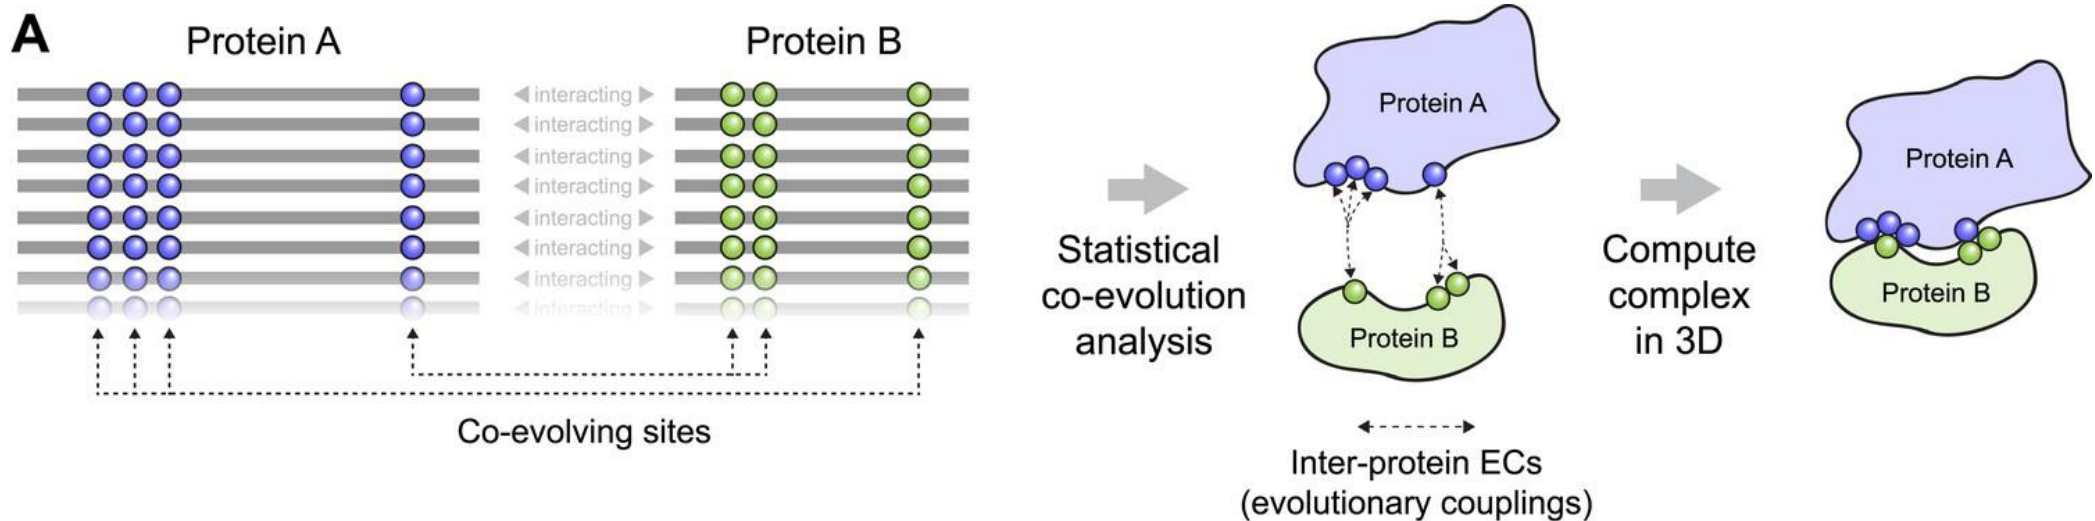 A
Protein A
Protein B
interacting
interacting
interacting
interacting
interacting
interacting
interacting
interacting
Co-evolving sites
Statistical
co-evolution
analysis
Protein A
Protein B
Inter-protein ECs
(evolutionary couplings)
Compute
complex
in 3D
Protein A
Protein B